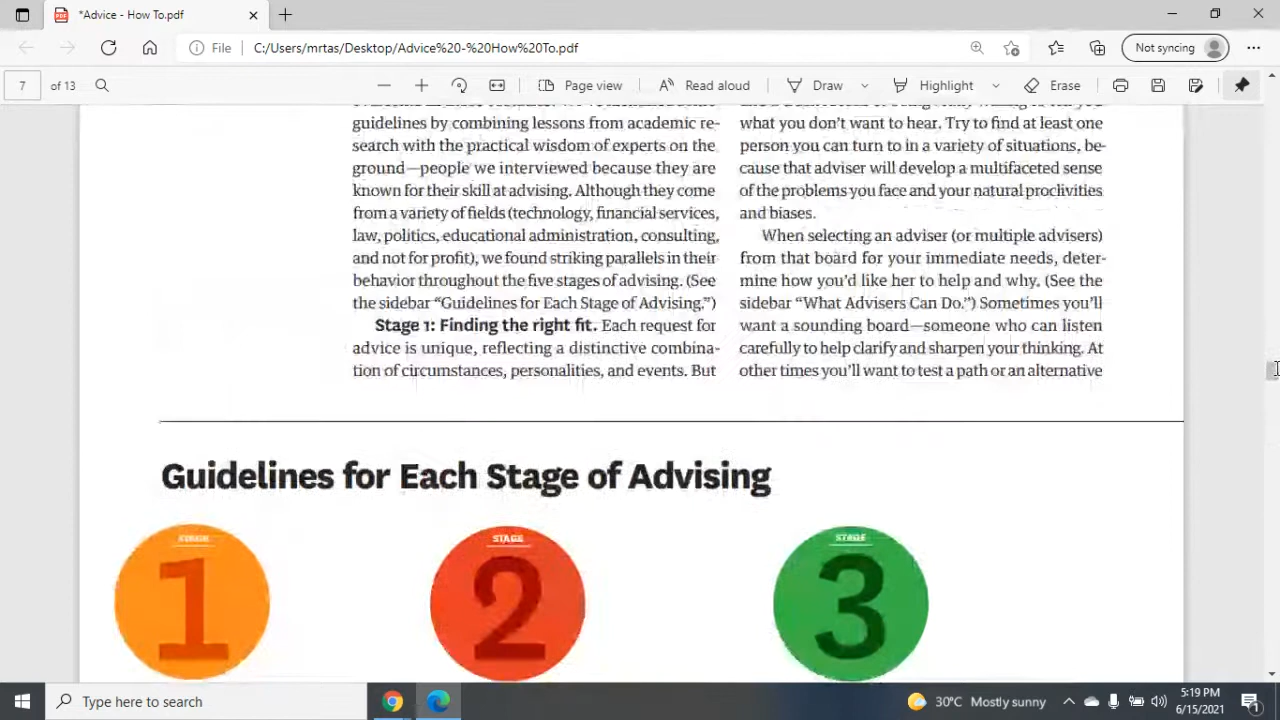 *Advice - How To.pdf
File
C:/Users/mrtas/Desktop/Advice%20-%20How%20To.pdf
Not syncing
7
of 13
Page view
Read aloud
Draw
Highlight
Erase
guidelines by combining lessons from academic re-
search with the practical wisdom of experts on the
ground—people we interviewed because they are
known for their skill at advising. Although they come
from a variety of fields (technology, financial services,
law, politics, educational administration, consulting,
and not for profit), we found striking parallels in their
behavior throughout the five stages of advising. (See
the sidebar “Guidelines for Each Stage of Advising.”)
Stage 1: Finding the right fit. Each request for
advice is unique, reflecting a distinctive combina-
tion of circumstances, personalities, and events. But
what you don’t want to hear. Try to find at least one
person you can turn to in a variety of situations, be-
cause that adviser will develop a multifaceted sense
of the problems you face and your natural proclivities
and biases.
When selecting an adviser (or multiple advisers)
from that board for your immediate needs, deter-
mine how you’d like her to help and why. (See the
sidebar “What Advisers Can Do.”) Sometimes you’ll
want a sounding board—someone who can listen
carefully to help clarify and sharpen your thinking. At
other times you’ll want to test a path or an alternative
Guidelines for Each Stage of Advising
STAGE
1
STAGE
2
STAGE
3
Type here to search
30°C Mostly sunny
5:19 PM
6/15/2021
1